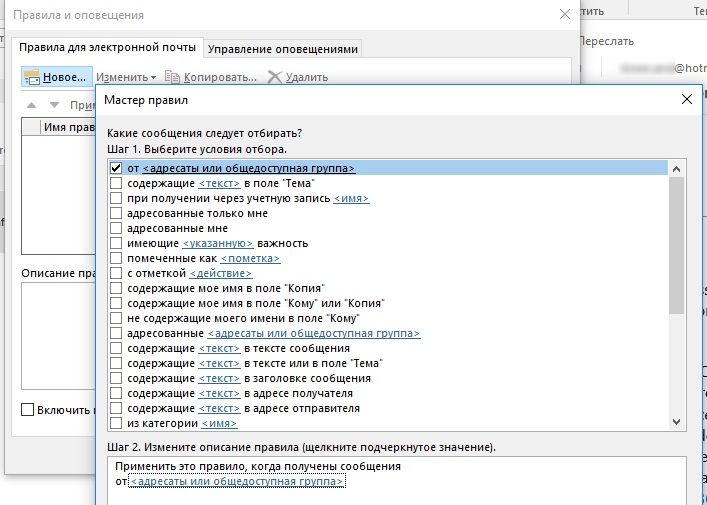 Правила и оповещения
Правила для электронной почты
Управление оповещениями
Новое...
Изменить
Копировать...
Удалить
Имя прав
Описание пра
Включить
Мастер правил
Какие сообщения следует отбирать?
Шаг 1. Выберите условия отбора.
от <адресаты или общедоступная группа>
содержащие <текст> в поле "Тема"
при получении через учетную запись <имя>
адресованные только мне
адресованные мне
имеющие <указанную> важность
помеченные как <пометка>
с отметкой <действие>
содержащие мое имя в поле "Копия"
содержащие мое имя в поле "Кому" или "Копия"
не содержащие моего имени в поле "Кому"
адресованные <адресаты или общедоступная группа>
содержащие <текст> в тексте сообщения
содержащие <текст> в тексте или в поле "Тема"
содержащие <текст> в заголовке сообщения
содержащие <текст> в адресе получателя
содержащие <текст> в адресе отправителя
из категории <имя>
Шаг 2. Измените описание правила (щелкните подчеркнутое значение).
Применить это правило, когда получены сообщения
от <адресаты или общедоступная группа>
Переслать
@hotm